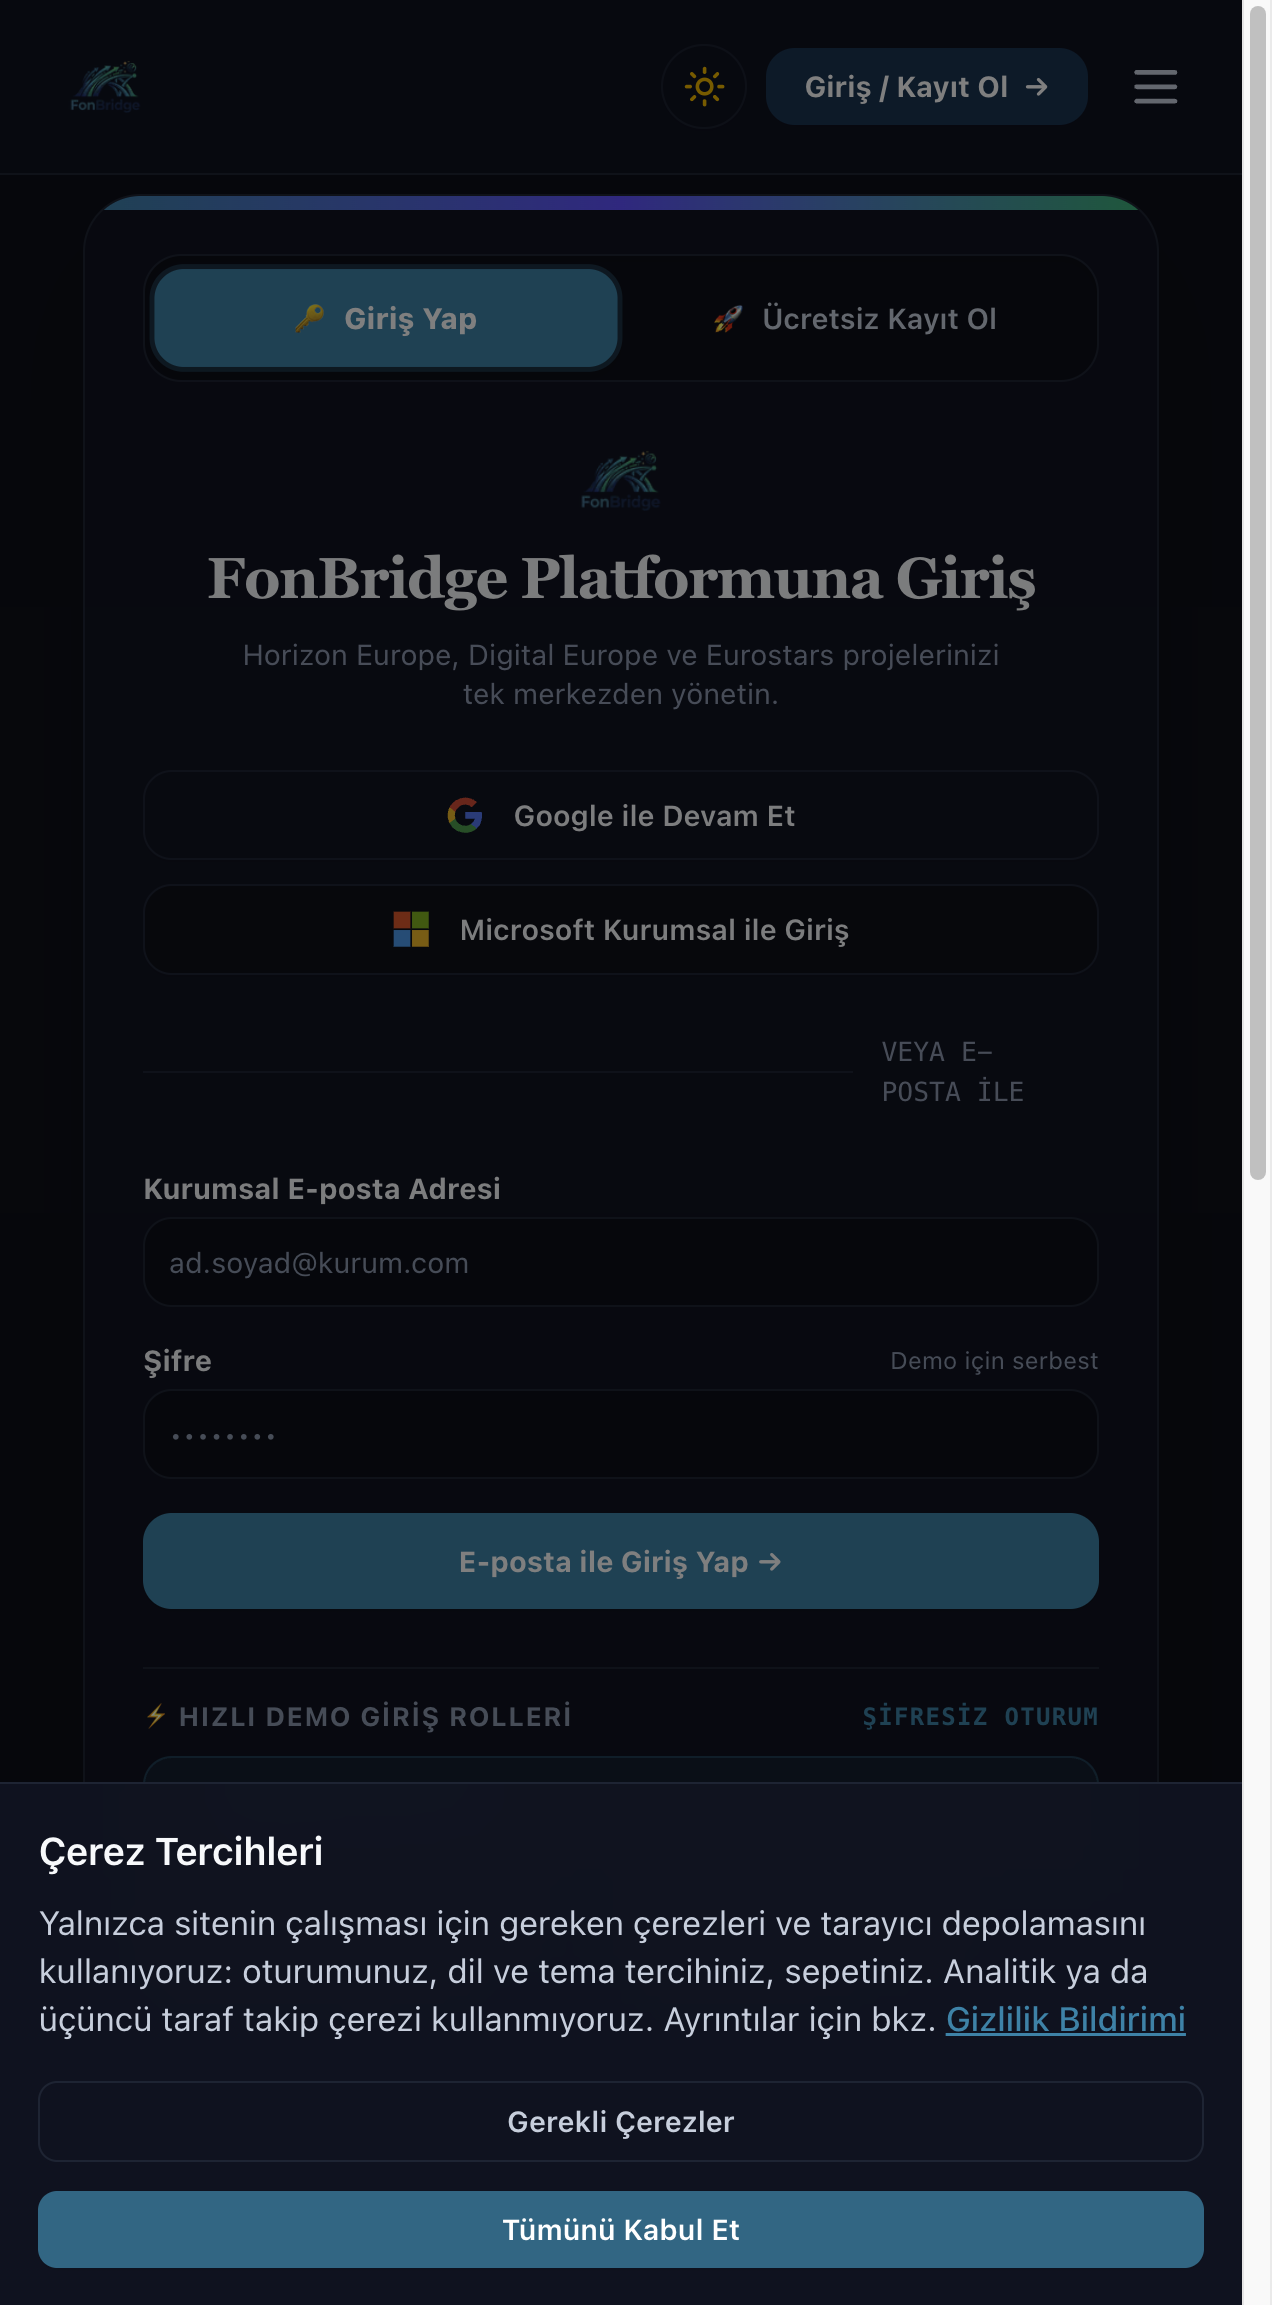 FonBridge
Giriş / Kayıt Ol →
🔑 Giriş Yap
🚀 Ücretsiz Kayıt Ol
FonBridge
FonBridge Platformuna Giriş
Horizon Europe, Digital Europe ve Eurostars projelerinizi
tek merkezden yönetin.
Google ile Devam Et
Microsoft Kurumsal ile Giriş
VEYA E-
POSTA İLE
Kurumsal E-posta Adresi
ad.soyad@kurum.com
Şifre
Demo için serbest
••••••••
E-posta ile Giriş Yap →
⚡ HIZLI DEMO GİRİŞ ROLLERİ
ŞİFRESİZ OTURUM
Çerez Tercihleri
Yalnızca sitenin çalışması için gereken çerezleri ve tarayıcı depolamasını
kullanıyoruz: oturumunuz, dil ve tema tercihiniz, sepetiniz. Analitik ya da
üçüncü taraf takip çerezi kullanmıyoruz. Ayrıntılar için bkz. Gizlilik Bildirimi
Gerekli Çerezler
Tümünü Kabul Et